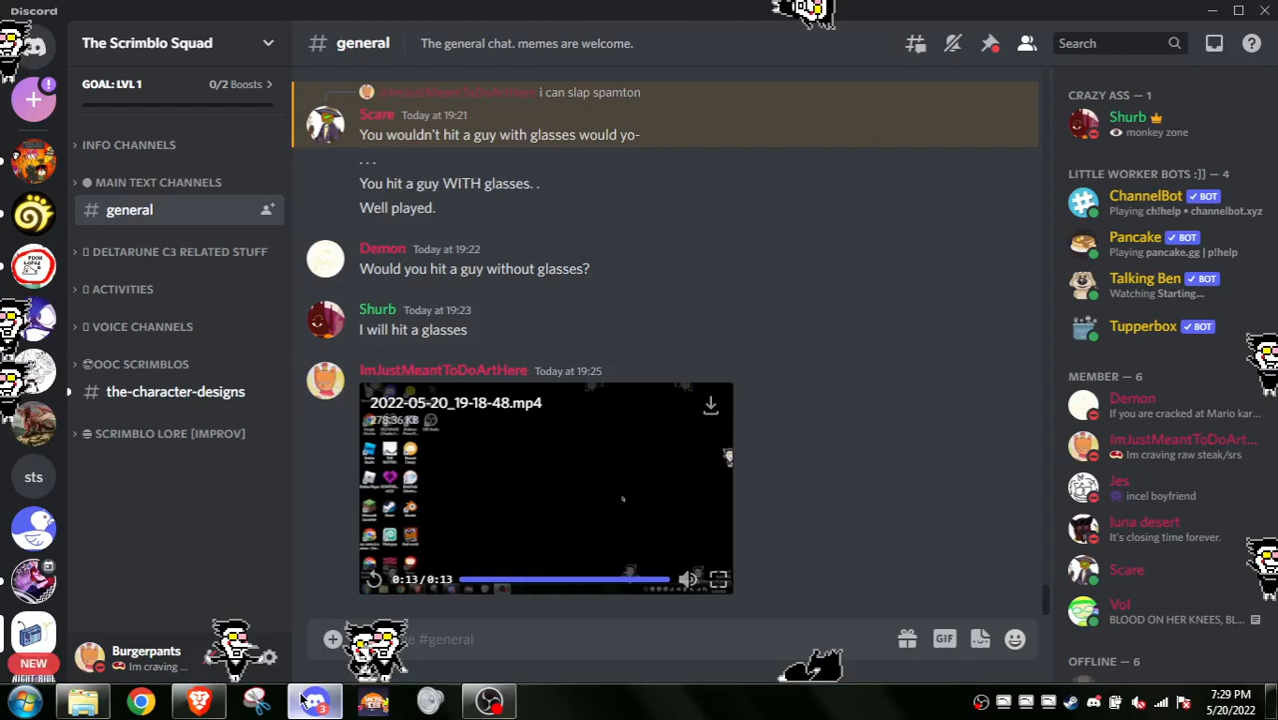 Discord
The Scrimblo Squad
general
The general chat. memes are welcome.
Search
GOAL: LVL 1
0/2 Boosts
INFO CHANNELS
MAIN TEXT CHANNELS
general
DELTARUNE C3 RELATED STUFF
ACTIVITIES
VOICE CHANNELS
OOC SCRIMBLOS
the-character-designs
SCRIMBLO LORE [IMPROV]
sts
NEW
NIGHT RIDE
Burgerpants
Im craving ...
ImJustMeantToDoArtHere i can slap spamton
Scare Today at 19:21
You wouldn't hit a guy with glasses would yo-
. . .
You hit a guy WITH glasses. .
Well played.
Demon Today at 19:22
Would you hit a guy without glasses?
Shurb Today at 19:23
I will hit a glasses
ImJustMeantToDoArtHere Today at 19:25
2022-05-20_19-18-48.mp4
278.36 KB
0:13/0:13
#general
GIF
CRAZY ASS — 1
Shurb
monkey zone
LITTLE WORKER BOTS :]] — 4
ChannelBot ✓ BOT
Playing ch!help • channelbot.xyz
Pancake ✓ BOT
Playing pancake.gg | p!help
Talking Ben ✓ BOT
Watching Starting...
Tupperbox ✓ BOT
MEMBER — 6
Demon
If you are cracked at Mario kar...
ImJustMeantToDoArt...
Im craving raw steak/srs
Jes
incel boyfriend
luna desert
It's closing time forever.
Scare
Vol
BLOOD ON HER KNEES, BL...
OFFLINE — 6
3
7:29 PM
5/20/2022